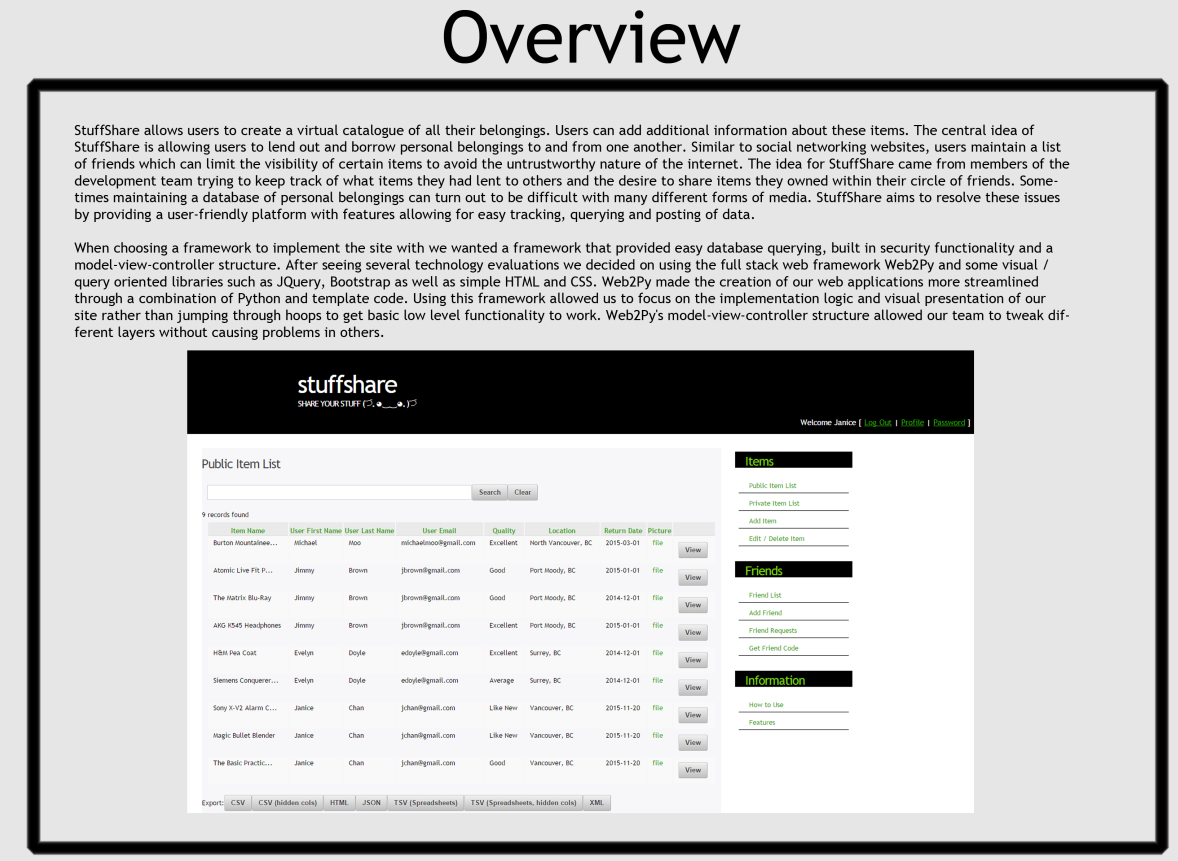 Overview
StuffShare allows users to create a virtual catalogue of all their belongings. Users can add additional information about these items. The central idea of
StuffShare is allowing users to lend out and borrow personal belongings to and from one another. Similar to social networking websites, users maintain a list
of friends which can limit the visibility of certain items to avoid the untrustworthy nature of the internet. The idea for StuffShare came from members of the
development team trying to keep track of what items they had lent to others and the desire to share items they owned within their circle of friends. Some-
times maintaining a database of personal belongings can turn out to be difficult with many different forms of media. StuffShare aims to resolve these issues
by providing a user-friendly platform with features allowing for easy tracking, querying and posting of data.
When choosing a framework to implement the site with we wanted a framework that provided easy database querying, built in security functionality and a
model-view-controller structure. After seeing several technology evaluations we decided on using the full stack web framework Web2Py and some visual /
query oriented libraries such as JQuery, Bootstrap as well as simple HTML and CSS. Web2Py made the creation of our web applications more streamlined
through a combination of Python and template code. Using this framework allowed us to focus on the implementation logic and visual presentation of our
site rather than jumping through hoops to get basic low level functionality to work. Web2Py's model-view-controller structure allowed our team to tweak dif-
ferent layers without causing problems in others.
stuffshare
SHARE YOUR STUFF (つ.◕___◕.)つ
Welcome Janice [ Log Out | Profile | Password ]
Public Item List
Search Clear
9 records found
Item Name User First Name User Last Name User Email Quality Location Return Date Picture
Burton Mountainee... Michael Moo michaelmoo@gmail.com Excellent North Vancouver, BC 2015-03-01 file View
Atomic Live Fit P... Jimmy Brown jbrown@gmail.com Good Port Moody, BC 2015-01-01 file View
The Matrix Blu-Ray Jimmy Brown jbrown@gmail.com Good Port Moody, BC 2014-12-01 file View
AKG K545 Headphones Jimmy Brown jbrown@gmail.com Excellent Port Moody, BC 2015-01-01 file View
H&M Pea Coat Evelyn Doyle edoyle@gmail.com Excellent Surrey, BC 2014-12-01 file View
Siemens Conquerer... Evelyn Doyle edoyle@gmail.com Average Surrey, BC 2014-12-01 file View
Sony X-V2 Alarm C... Janice Chan jchan@gmail.com Like New Vancouver, BC 2015-11-20 file View
Magic Bullet Blender Janice Chan jchan@gmail.com Like New Vancouver, BC 2015-11-20 file View
The Basic Practic... Janice Chan jchan@gmail.com Good Vancouver, BC 2015-11-20 file View
Export: CSV CSV (hidden cols) HTML JSON TSV (Spreadsheets) TSV (Spreadsheets, hidden cols) XML
Items
Public Item List
Private Item List
Add Item
Edit / Delete Item
Friends
Friend List
Add Friend
Friend Requests
Get Friend Code
Information
How to Use
Features